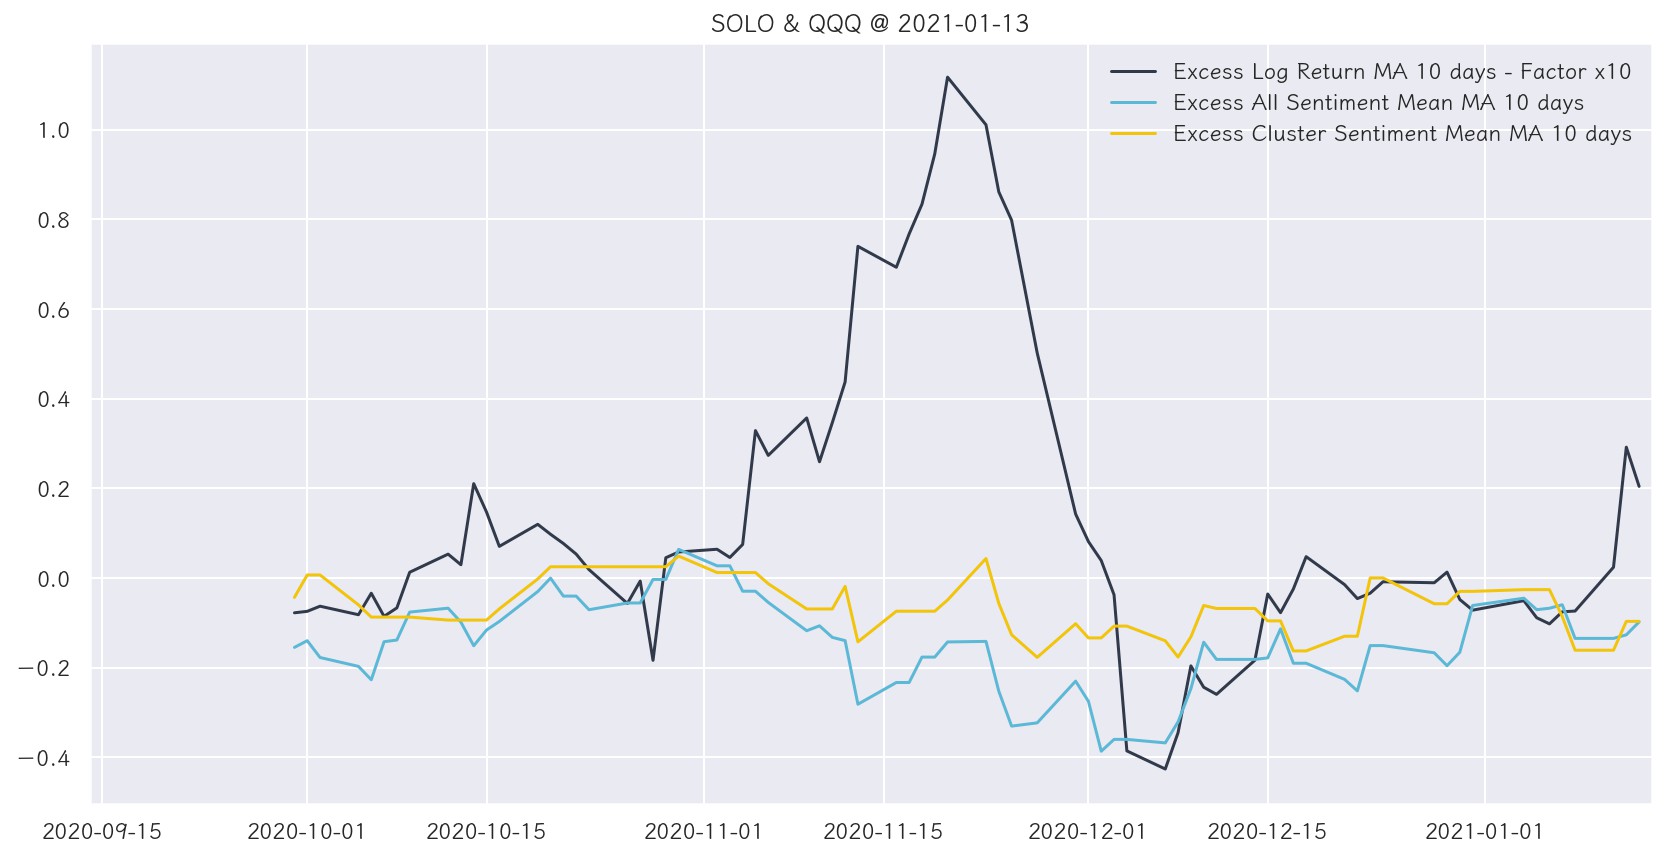 SOLO & QQQ @ 2021-01-13
Excess Log Return MA 10 days - Factor x10
Excess All Sentiment Mean MA 10 days
Excess Cluster Sentiment Mean MA 10 days
1.0
0.8
0.6
0.4
0.2
0.0
−0.2
−0.4
2020-09-15 2020-10-01 2020-10-15 2020-11-01 2020-11-15 2020-12-01 2020-12-15 2021-01-01